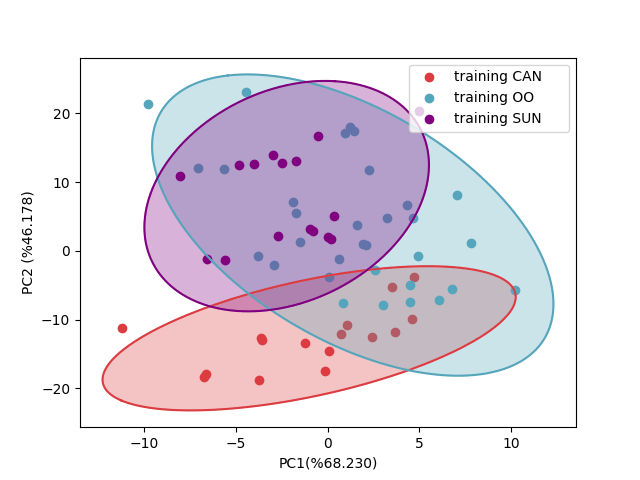 training CAN
training OO
training SUN
20
10
0
−10
−20
PC2 (%46.178)
−10 −5 0 5 10
PC1(%68.230)